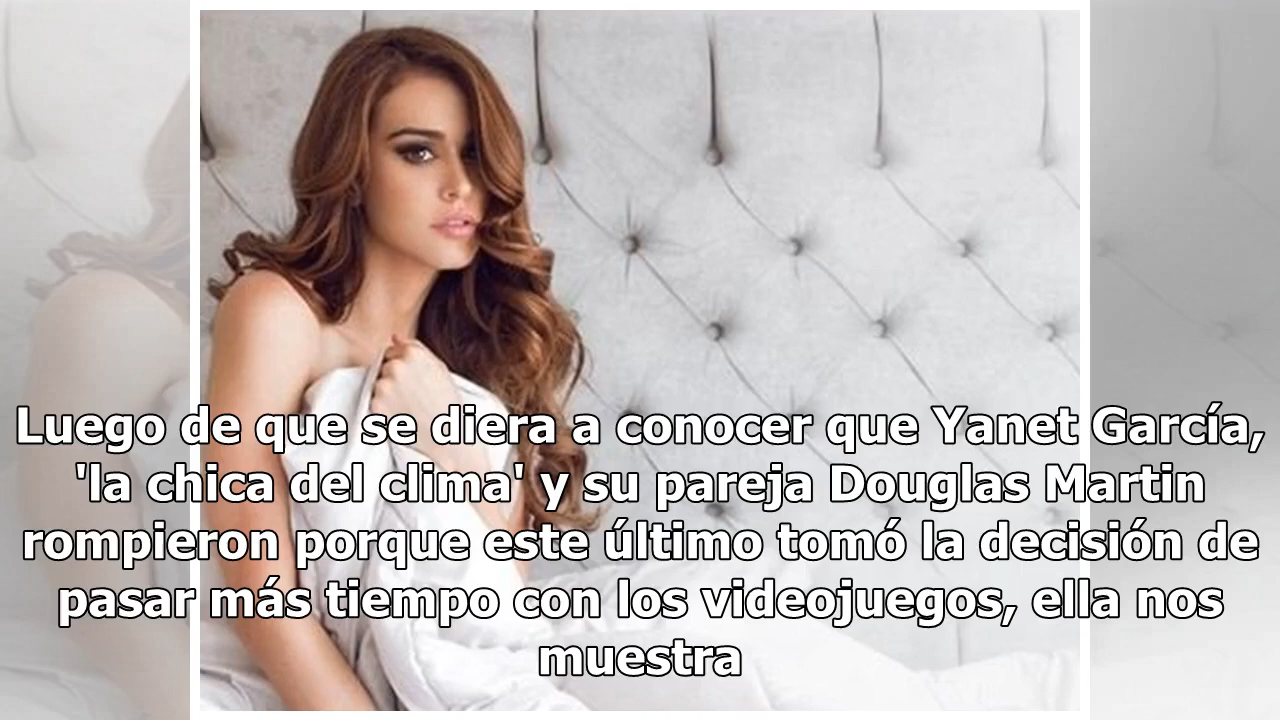 Luego de que se diera a conocer que Yanet García,
'la chica del clima' y su pareja Douglas Martin
rompieron porque este último tomó la decisión de
pasar más tiempo con los videojuegos, ella nos
muestra